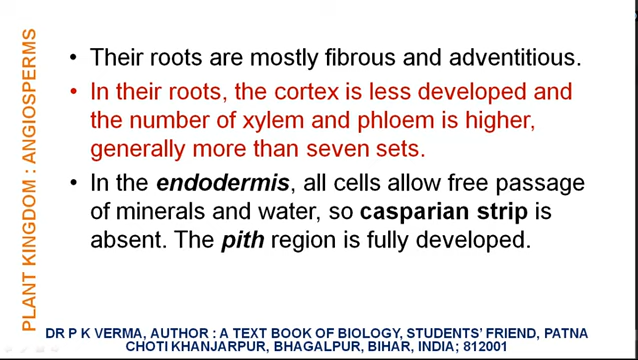 PLANT KINGDOM : ANGIOSPERMS
• Their roots are mostly fibrous and adventitious.
• In their roots, the cortex is less developed and
the number of xylem and phloem is higher,
generally more than seven sets.
• In the endodermis, all cells allow free passage
of minerals and water, so casparian strip is
absent. The pith region is fully developed.
DR P K VERMA, AUTHOR : A TEXT BOOK OF BIOLOGY, STUDENTS' FRIEND, PATNA
CHOTI KHANJARPUR, BHAGALPUR, BIHAR, INDIA; 812001